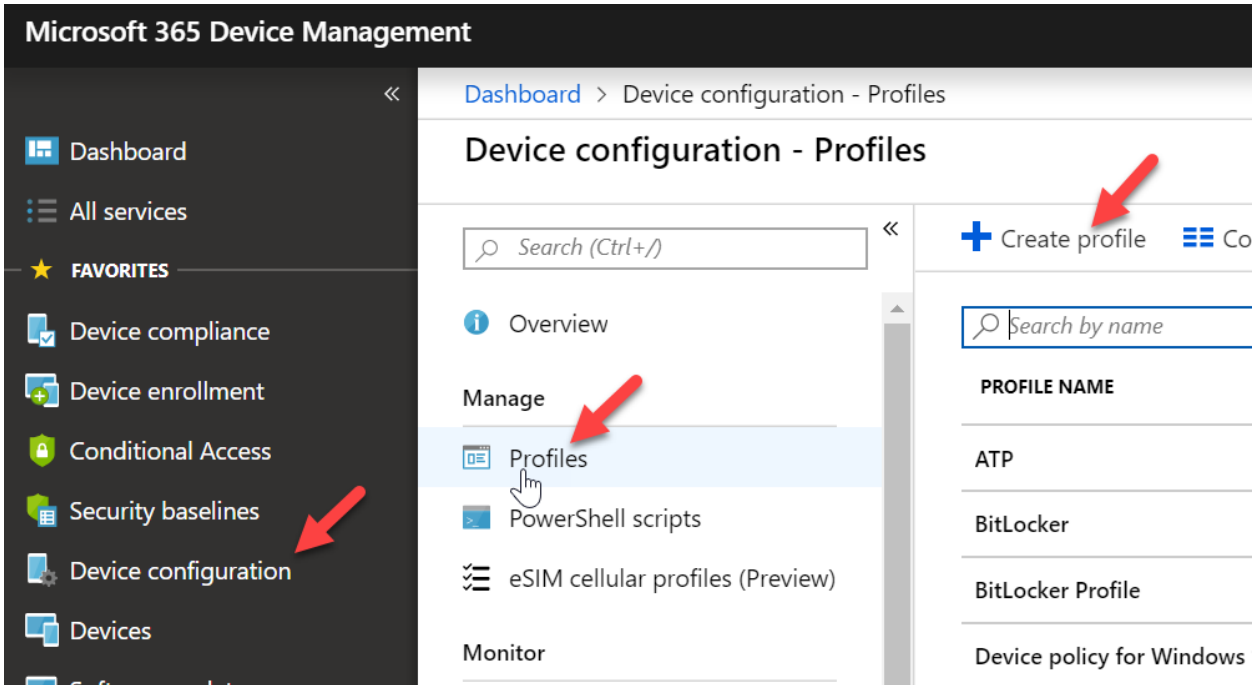 Microsoft 365 Device Management
Dashboard
All services
FAVORITES
Device compliance
Device enrollment
Conditional Access
Security baselines
Device configuration
Devices
Dashboard > Device configuration - Profiles
Device configuration - Profiles
Search (Ctrl+/)
Overview
Manage
Profiles
PowerShell scripts
eSIM cellular profiles (Preview)
Monitor
Create profile
Co
Search by name
PROFILE NAME
ATP
BitLocker
BitLocker Profile
Device policy for Windows